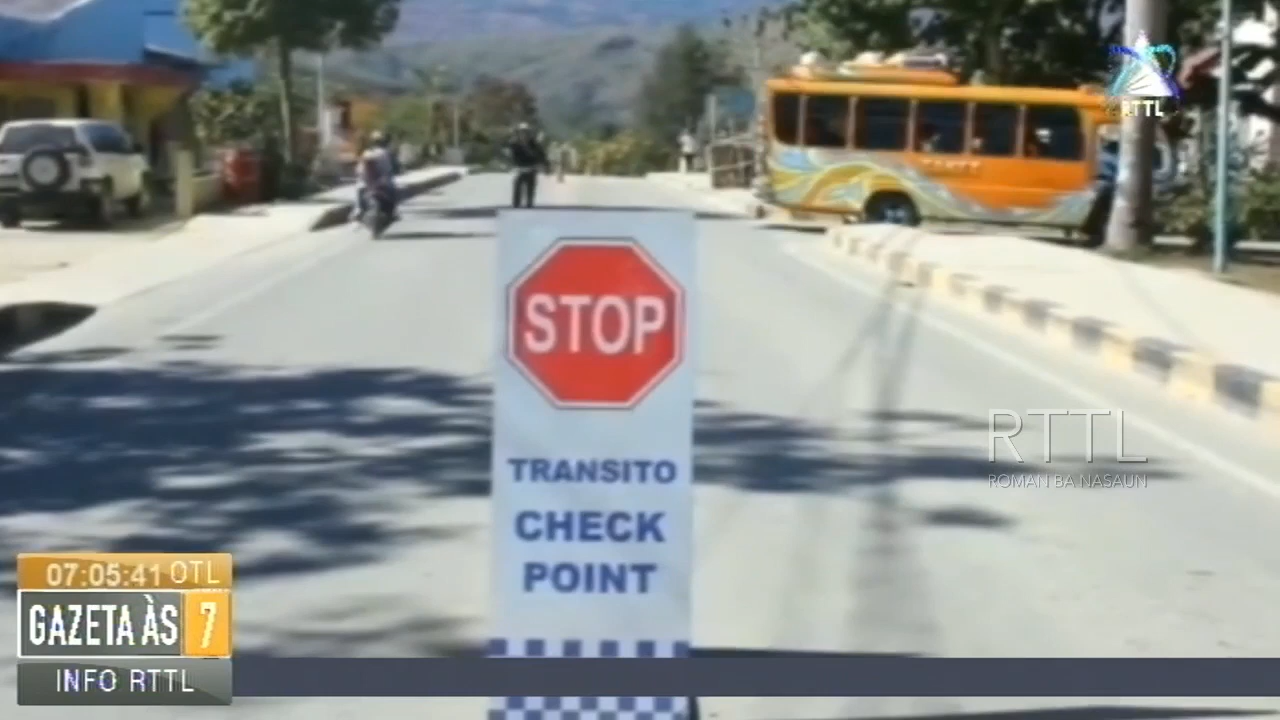 RTTL
STOP
TRANSITO
CHECK
POINT
RTTL
ROMAN BA NASAUN
07:05:41 OTL
GAZETA ÀS 7
INFO RTTL